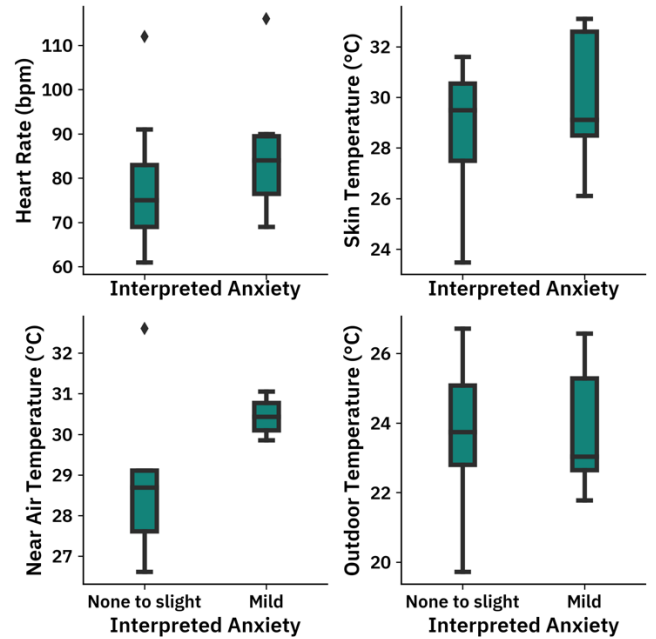 Heart Rate (bpm)
110
100
90
80
70
60
Interpreted Anxiety
Skin Temperature (°C)
32
30
28
26
24
Interpreted Anxiety
Near Air Temperature (°C)
32
31
30
29
28
27
None to slight
Mild
Interpreted Anxiety
Outdoor Temperature (°C)
26
24
22
20
None to slight
Mild
Interpreted Anxiety